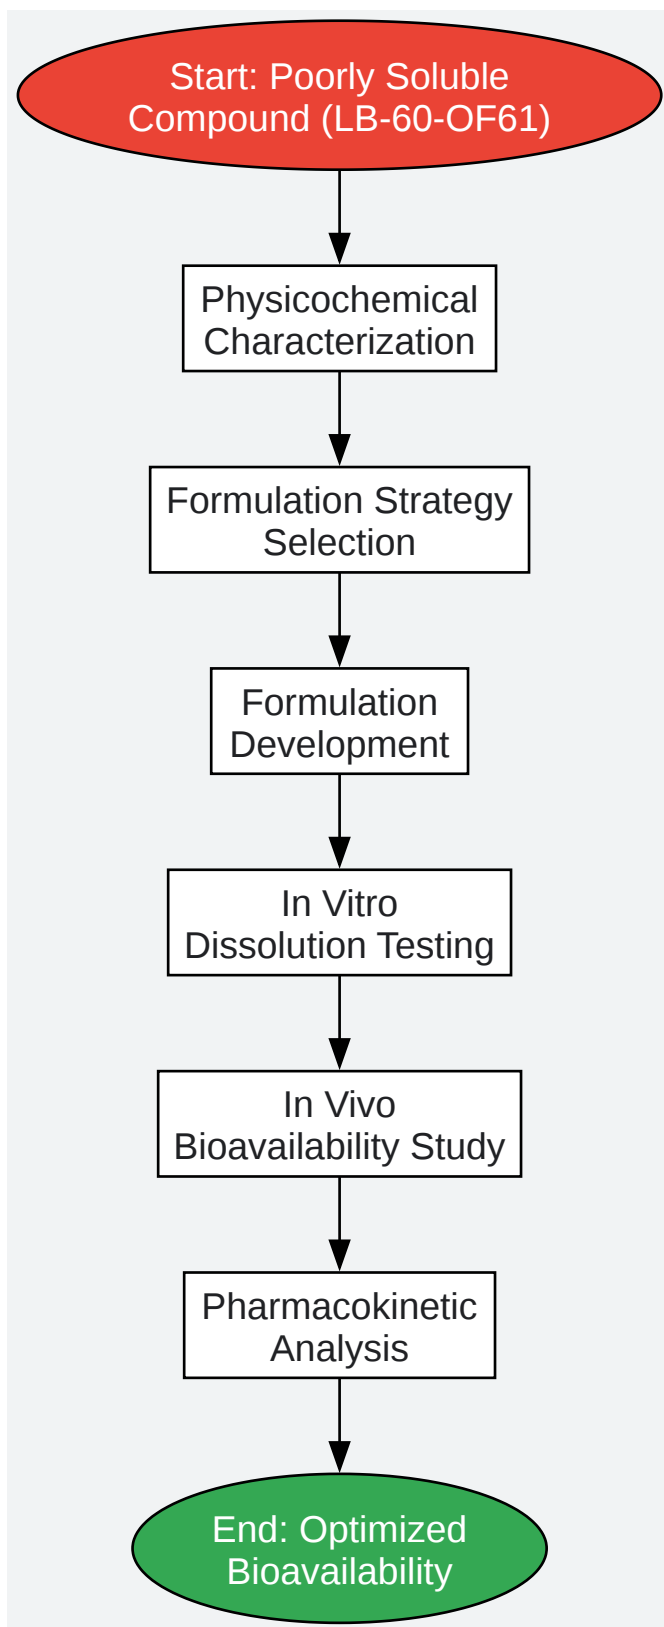 Start: Poorly Soluble
Compound (LB-60-OF61)
Physicochemical
Characterization
Formulation Strategy
Selection
Formulation
Development
In Vitro
Dissolution Testing
In Vivo
Bioavailability Study
Pharmacokinetic
Analysis
End: Optimized
Bioavailability